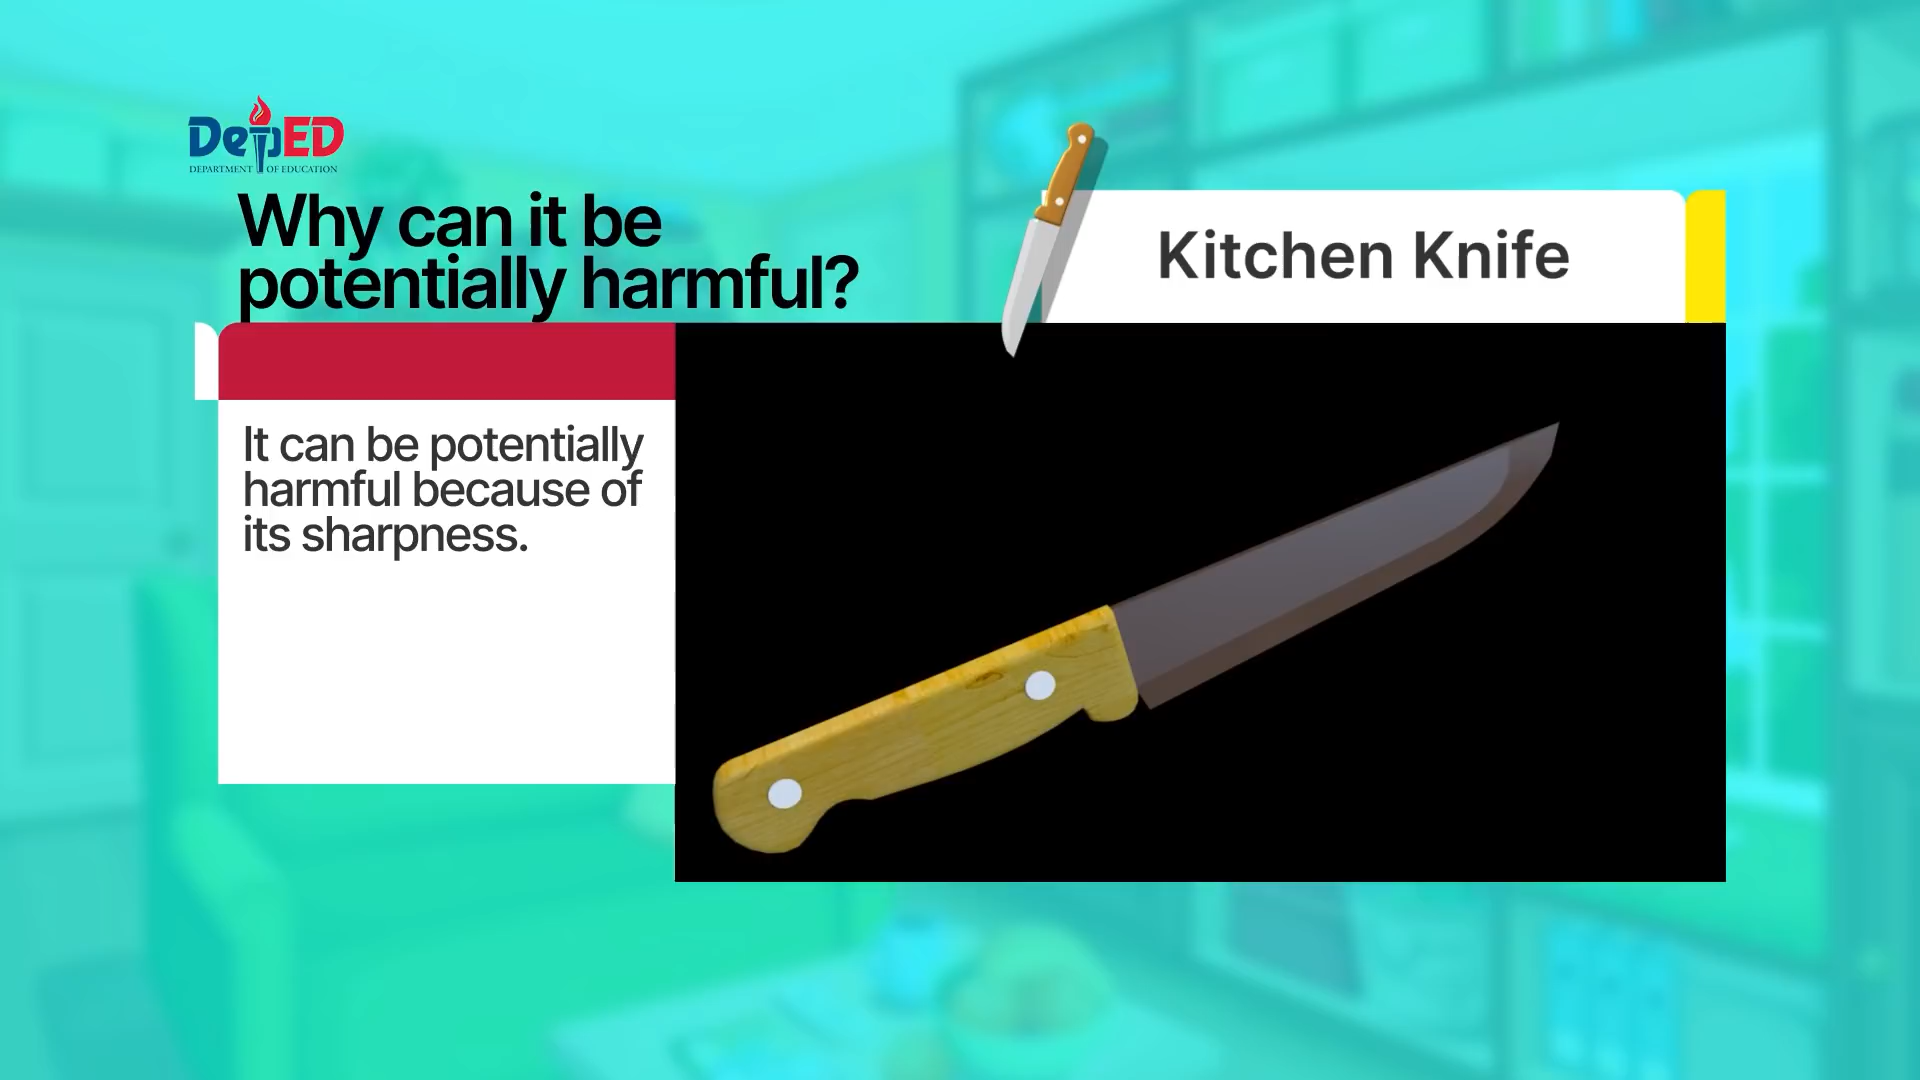 DepED
DEPARTMENT OF EDUCATION
Why can it be
potentially harmful?
Kitchen Knife
It can be potentially
harmful because of
its sharpness.